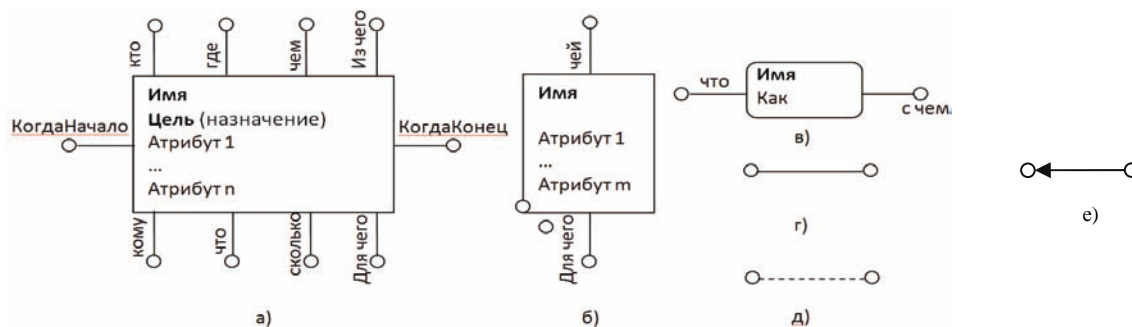 кто
где
чем
Из чего
КогдаНачало
Имя
Цель (назначение)
Атрибут 1
...
Атрибут n
КогдаКонец
кому
что
сколько
Для чего
а)
чей
Имя
Атрибут 1
...
Атрибут m
Для чего
б)
что
Имя
Как
с чем
в)
г)
д)
е)